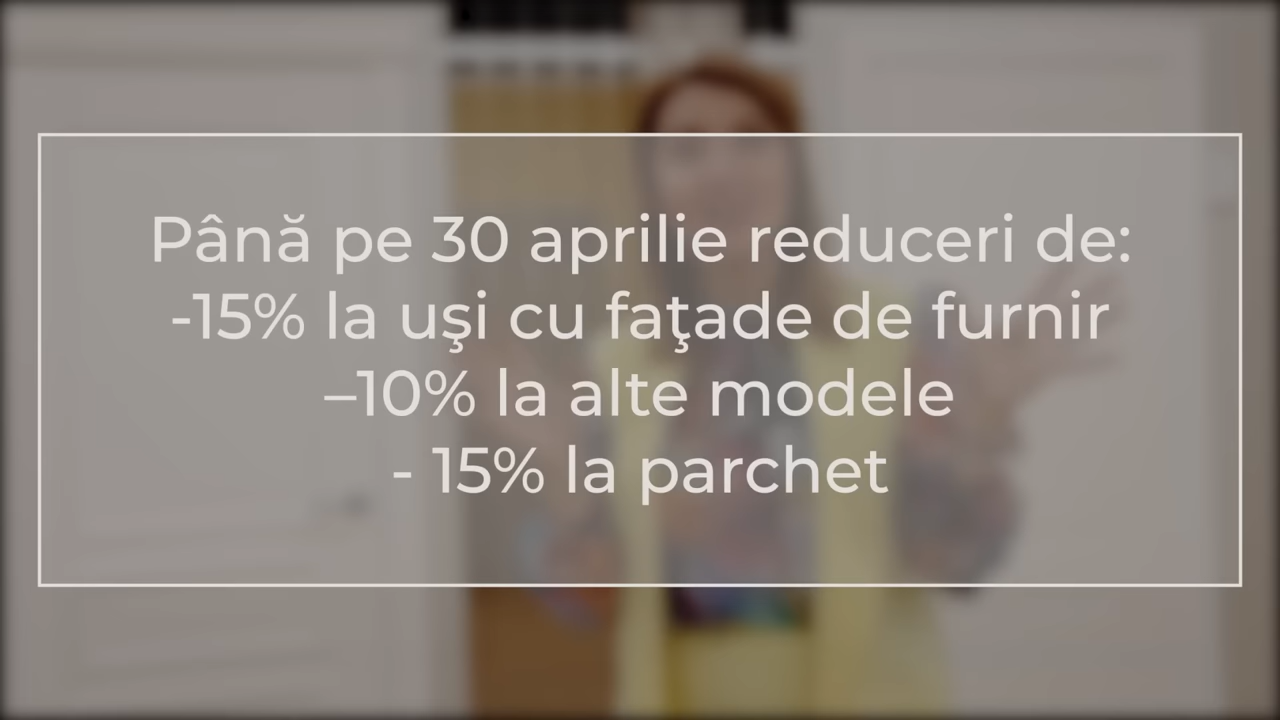 Până pe 30 aprilie reduceri de:
-15% la uşi cu faţade de furnir
–10% la alte modele
- 15% la parchet